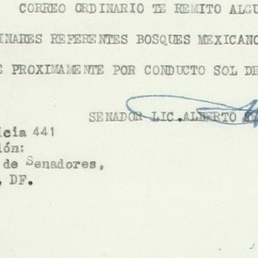 CORREO ORDINARIO TE REMITO ALGU
INARES REFERENTES BOSQUES MEXICANO
E PROXIMAMENTE POR CONDUCTO SOL DE
SENADOR LIC. ALBERTO
icia 441
ión:
de Senadores,
, DF.